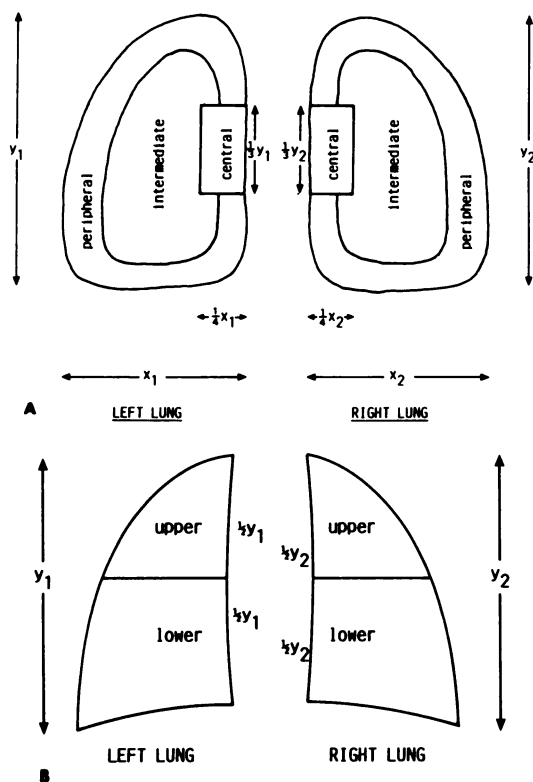 y₁
peripheral
intermediate
central
⅓y₁
⅓y₂
central
intermediate
peripheral
y₂
¼x₁
¼x₂
x₁
x₂
A
LEFT LUNG
RIGHT LUNG
y₁
upper
½y₁
lower
½y₁
½y₂
upper
½y₂
lower
y₂
LEFT LUNG
RIGHT LUNG
B